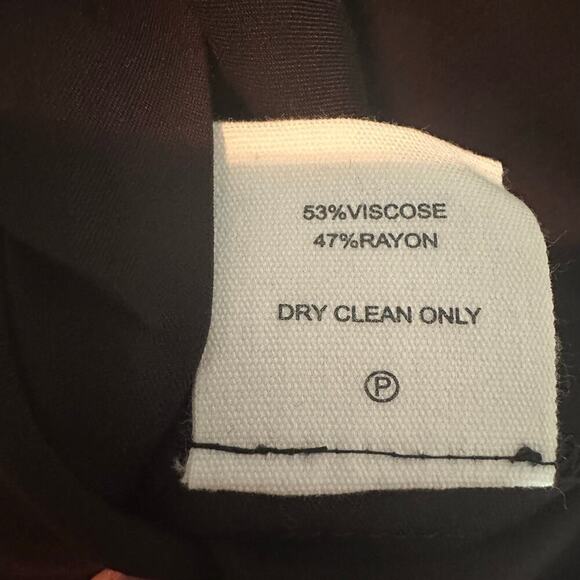 53%VISCOSE
47%RAYON
DRY CLEAN ONLY
Ⓟ